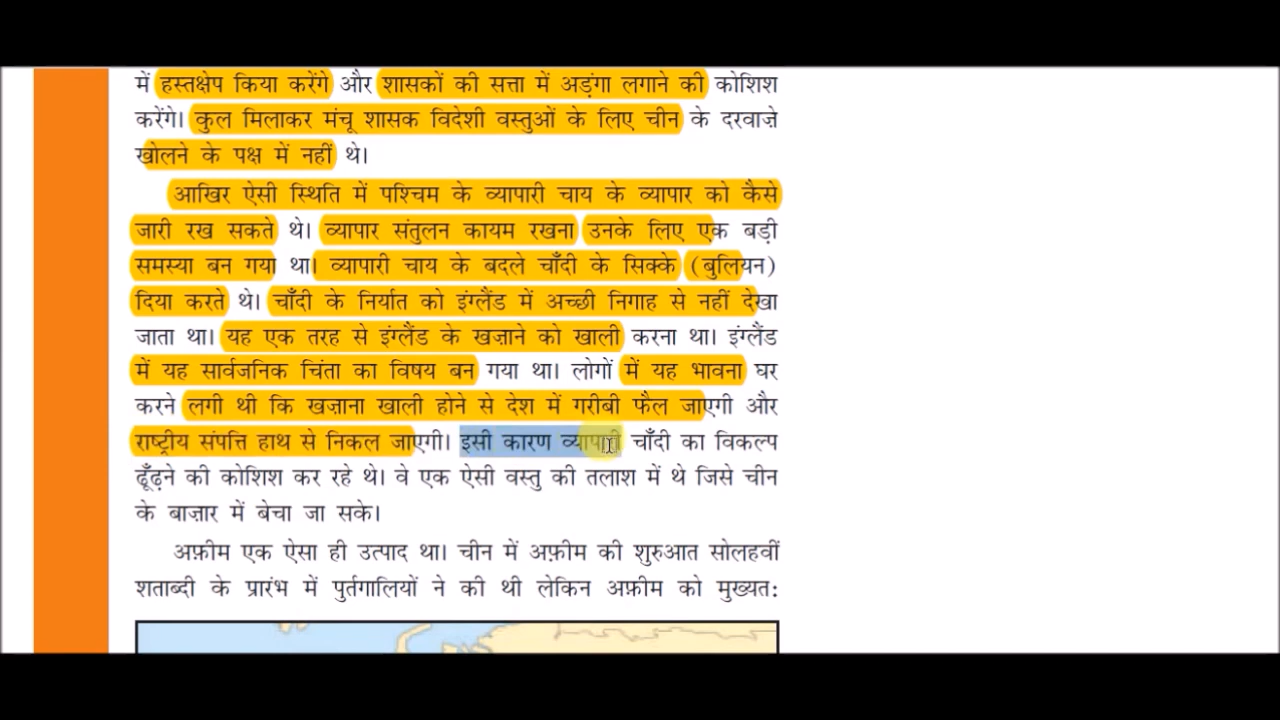 में हस्तक्षेप किया करेंगे और शासकों की सत्ता में अड़ंगा लगाने की कोशिश
करेंगे। कुल मिलाकर मंचू शासक विदेशी वस्तुओं के लिए चीन के दरवाज़े
खोलने के पक्ष में नहीं थे।
आखिर ऐसी स्थिति में पश्चिम के व्यापारी चाय के व्यापार को कैसे
जारी रख सकते थे। व्यापार संतुलन कायम रखना उनके लिए एक बड़ी
समस्या बन गया था। व्यापारी चाय के बदले चाँदी के सिक्के (बुलियन)
दिया करते थे। चाँदी के निर्यात को इंग्लैंड में अच्छी निगाह से नहीं देखा
जाता था। यह एक तरह से इंग्लैंड के खज़ाने को खाली करना था। इंग्लैंड
में यह सार्वजनिक चिंता का विषय बन गया था। लोगों में यह भावना घर
करने लगी थी कि खज़ाना खाली होने से देश में गरीबी फैल जाएगी और
राष्ट्रीय संपत्ति हाथ से निकल जाएगी। इसी कारण व्यापारी चाँदी का विकल्प
ढूँढ़ने की कोशिश कर रहे थे। वे एक ऐसी वस्तु की तलाश में थे जिसे चीन
के बाज़ार में बेचा जा सके।
अफ़ीम एक ऐसा ही उत्पाद था। चीन में अफ़ीम की शुरुआत सोलहवीं
शताब्दी के प्रारंभ में पुर्तगालियों ने की थी लेकिन अफ़ीम को मुख्यत: